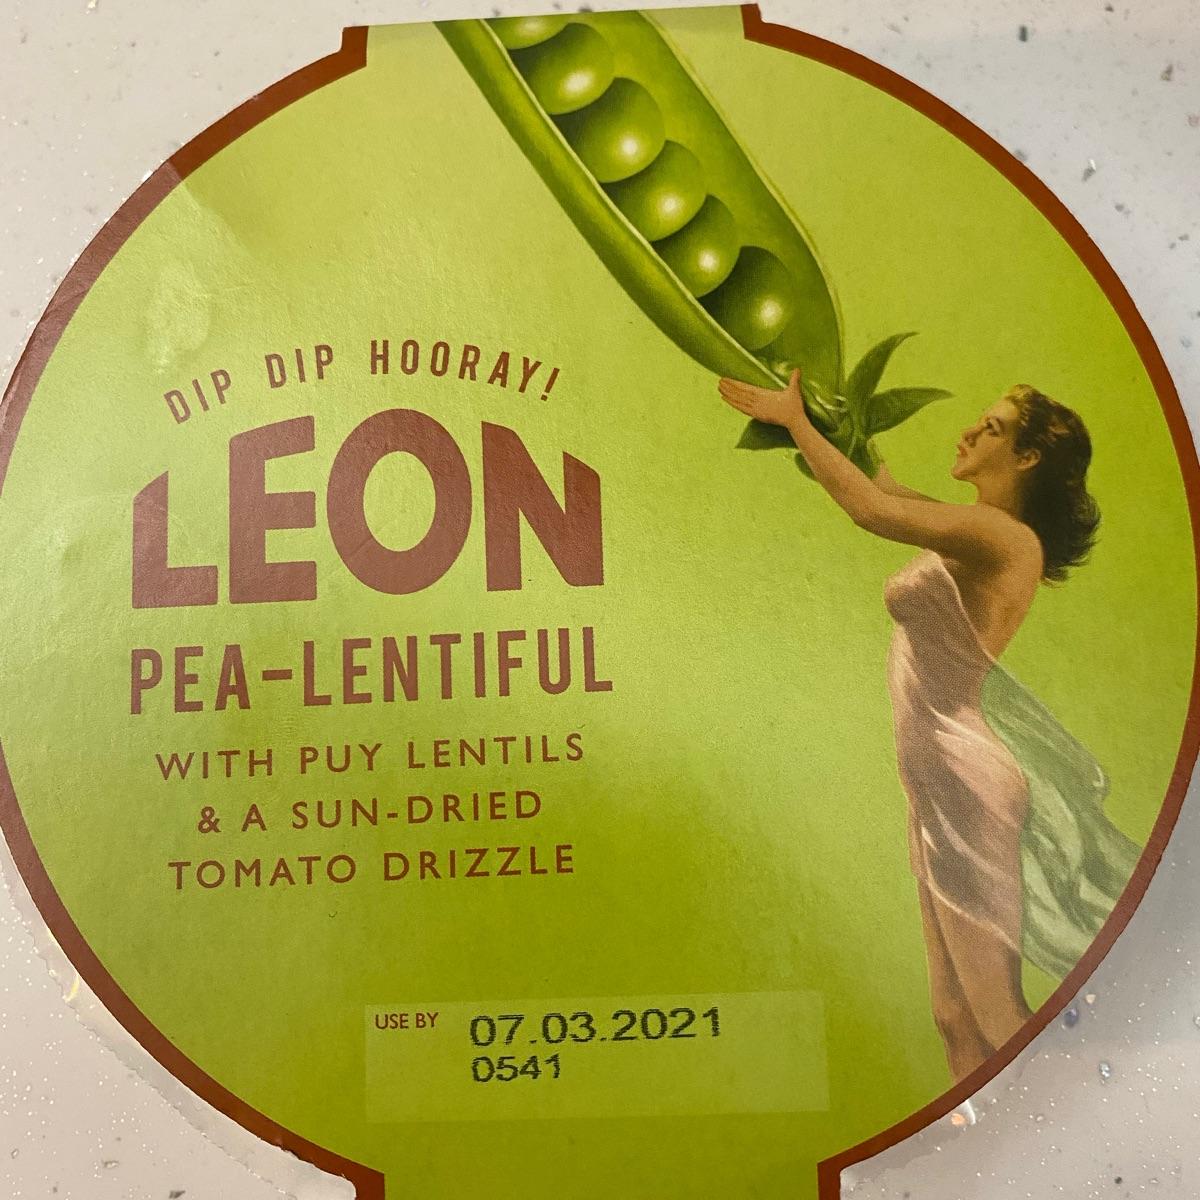 DIP DIP HOORAY!
LEON
PEA-LENTIFUL
WITH PUY LENTILS
& A SUN-DRIED
TOMATO DRIZZLE
USE BY 07.03.2021
0541